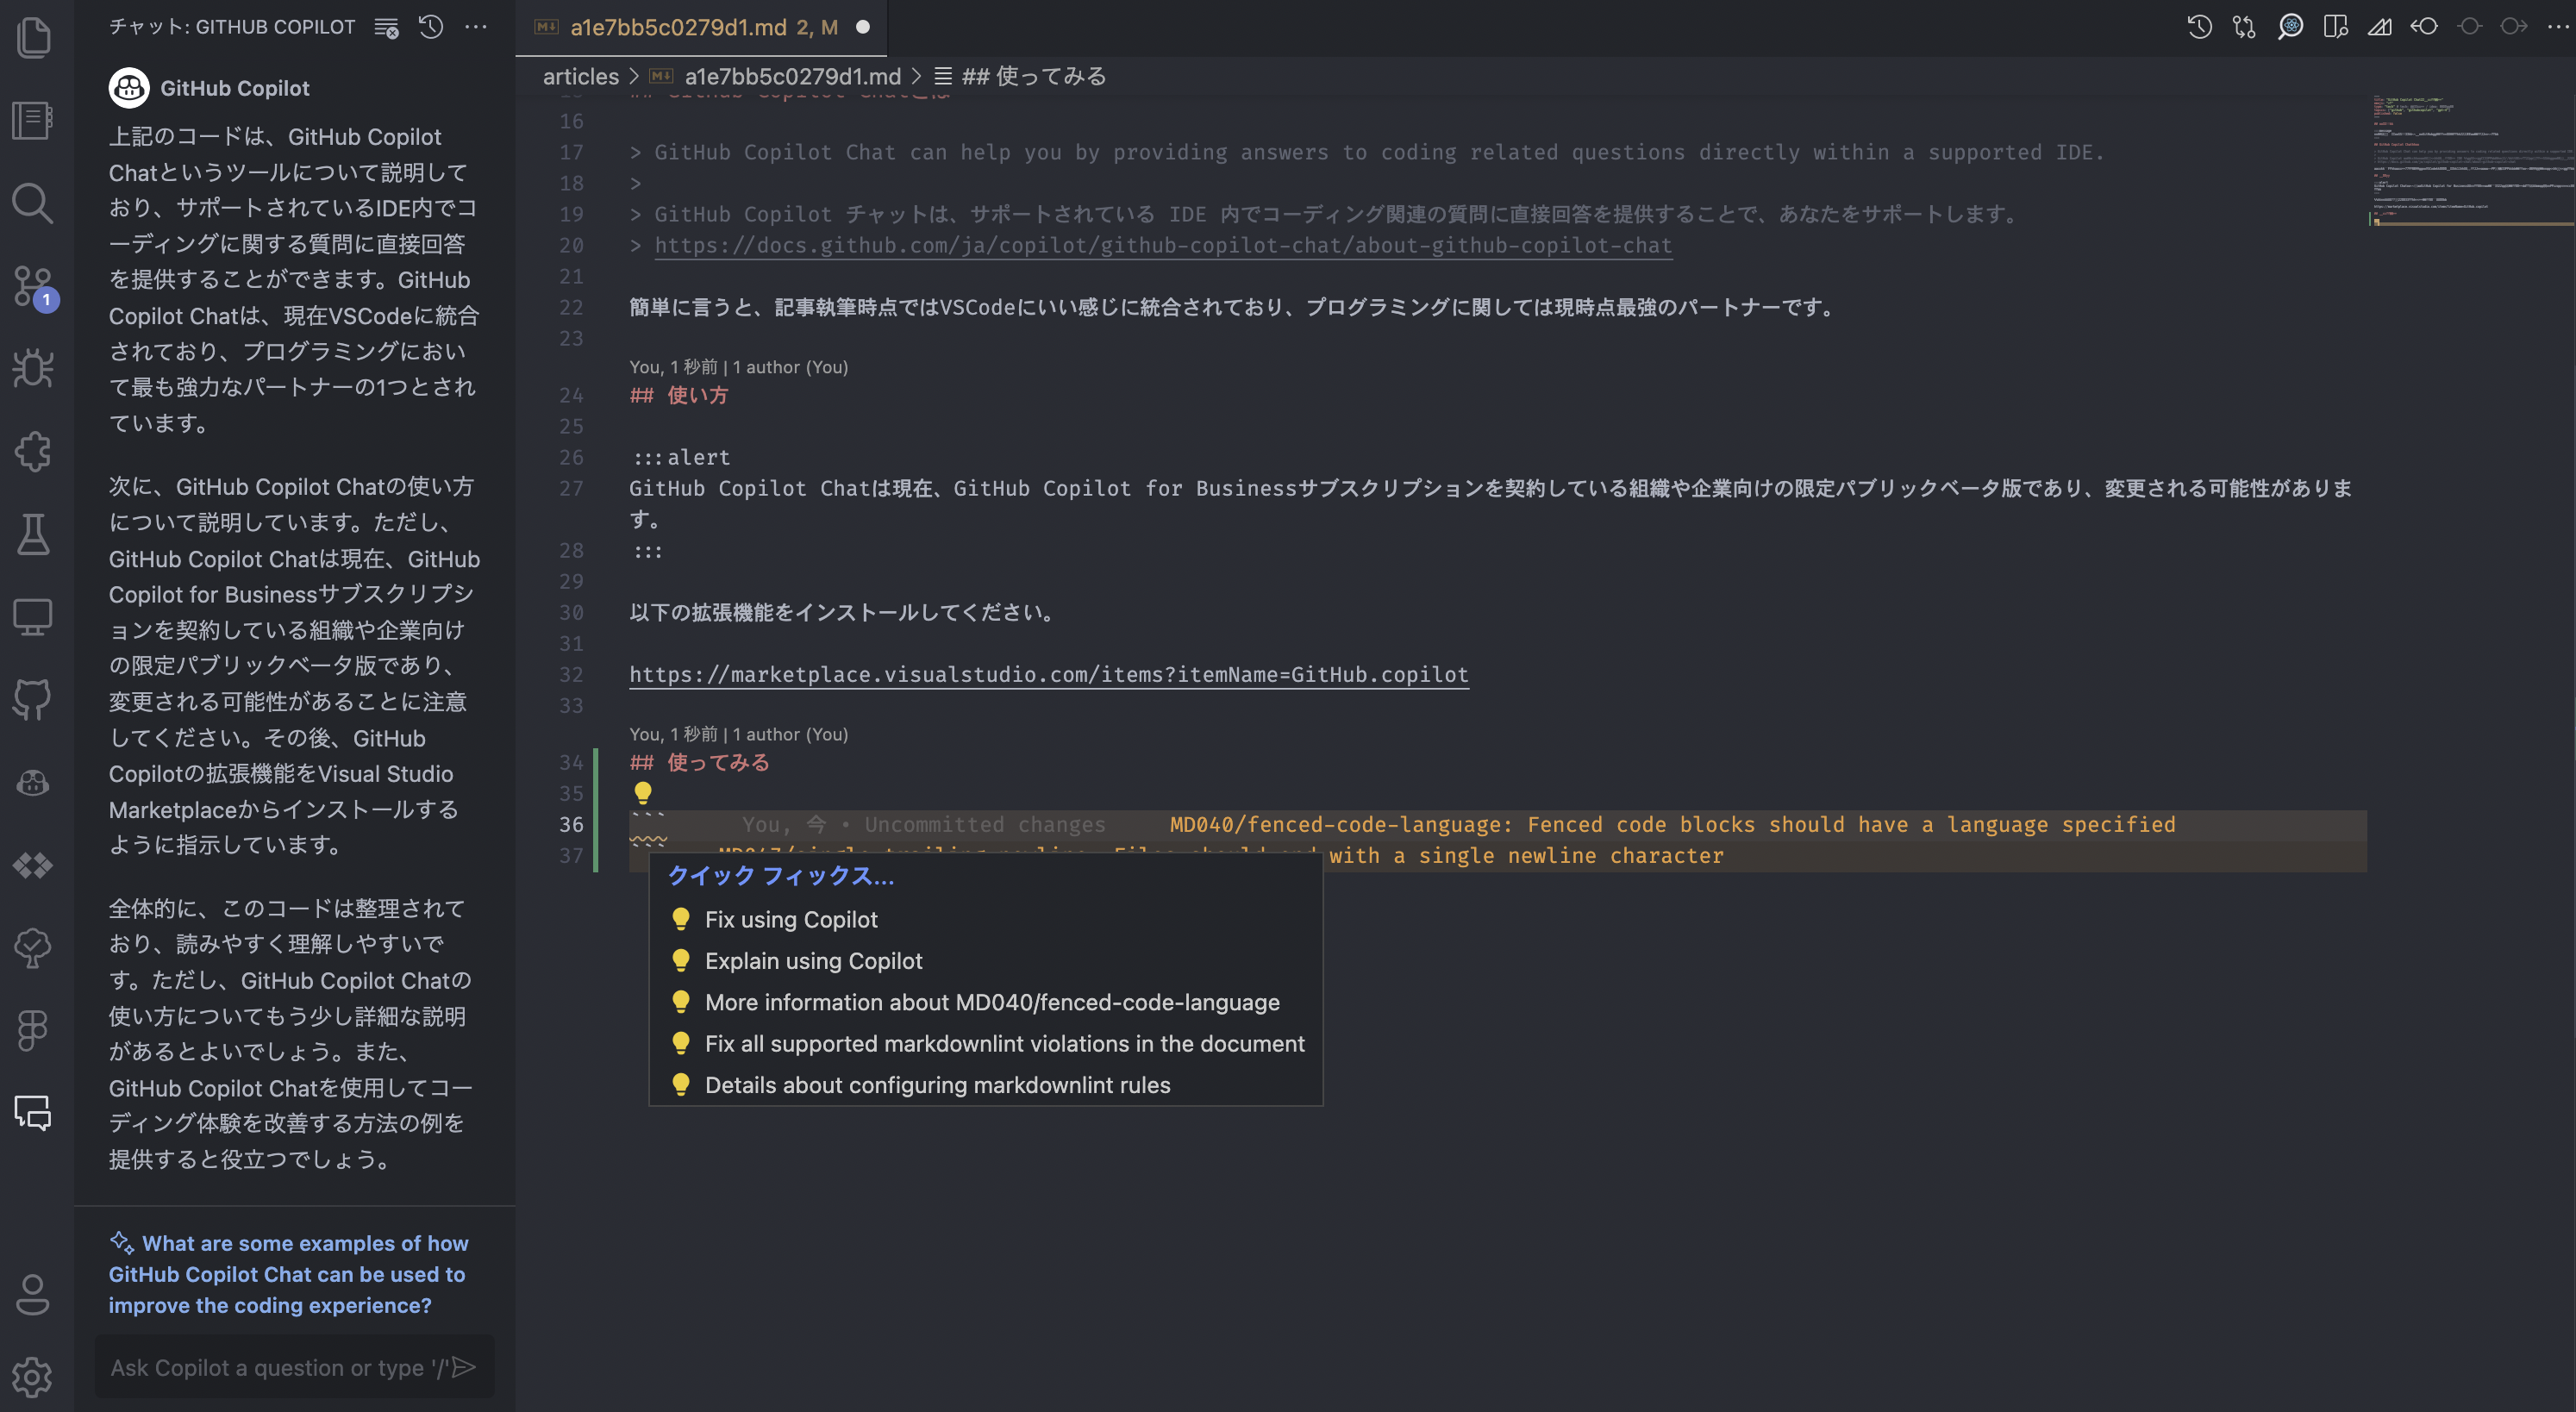 チャット: GITHUB COPILOT
GitHub Copilot
上記のコードは、GitHub Copilot
Chatというツールについて説明して
おり、サポートされているIDE内でコ
ーディングに関する質問に直接回答
を提供することができます。GitHub
Copilot Chatは、現在VSCodeに統合
されており、プログラミングにおい
て最も強力なパートナーの1つとされ
ています。
次に、GitHub Copilot Chatの使い方
について説明しています。ただし、
GitHub Copilot Chatは現在、GitHub
Copilot for Businessサブスクリプシ
ョンを契約している組織や企業向け
の限定パブリックベータ版であり、
変更される可能性があることに注意
してください。その後、GitHub
Copilotの拡張機能をVisual Studio
Marketplaceからインストールする
ように指示しています。
全体的に、このコードは整理されて
おり、読みやすく理解しやすいで
す。ただし、GitHub Copilot Chatの
使い方についてもう少し詳細な説明
があるとよいでしょう。また、
GitHub Copilot Chatを使用してコー
ディング体験を改善する方法の例を
提供すると役立つでしょう。
What are some examples of how
GitHub Copilot Chat can be used to
improve the coding experience?
Ask Copilot a question or type '/'
1
a1e7bb5c0279d1.md 2, M
articles > a1e7bb5c0279d1.md > ## 使ってみる
16
17 > GitHub Copilot Chat can help you by providing answers to coding related questions directly within a supported IDE.
18 >
19 > GitHub Copilot チャットは、サポートされている IDE 内でコーディング関連の質問に直接回答を提供することで、あなたをサポートします。
20 > https://docs.github.com/ja/copilot/github-copilot-chat/about-github-copilot-chat
21
22 簡単に言うと、記事執筆時点ではVSCodeにいい感じに統合されており、プログラミングに関しては現時点最強のパートナーです。
23
You, 1 秒前 | 1 author (You)
24 ## 使い方
25
26 :::alert
27 GitHub Copilot Chatは現在、GitHub Copilot for Businessサブスクリプションを契約している組織や企業向けの限定パブリックベータ版であり、変更される可能性がありま
す。
28 :::
29
30 以下の拡張機能をインストールしてください。
31
32 https://marketplace.visualstudio.com/items?itemName=GitHub.copilot
33
You, 1 秒前 | 1 author (You)
34 ## 使ってみる
35
36 ``` You, 今 • Uncommitted changes MD040/fenced-code-language: Fenced code blocks should have a language specified
37 ``` with a single newline character
クイック フィックス...
Fix using Copilot
Explain using Copilot
More information about MD040/fenced-code-language
Fix all supported markdownlint violations in the document
Details about configuring markdownlint rules